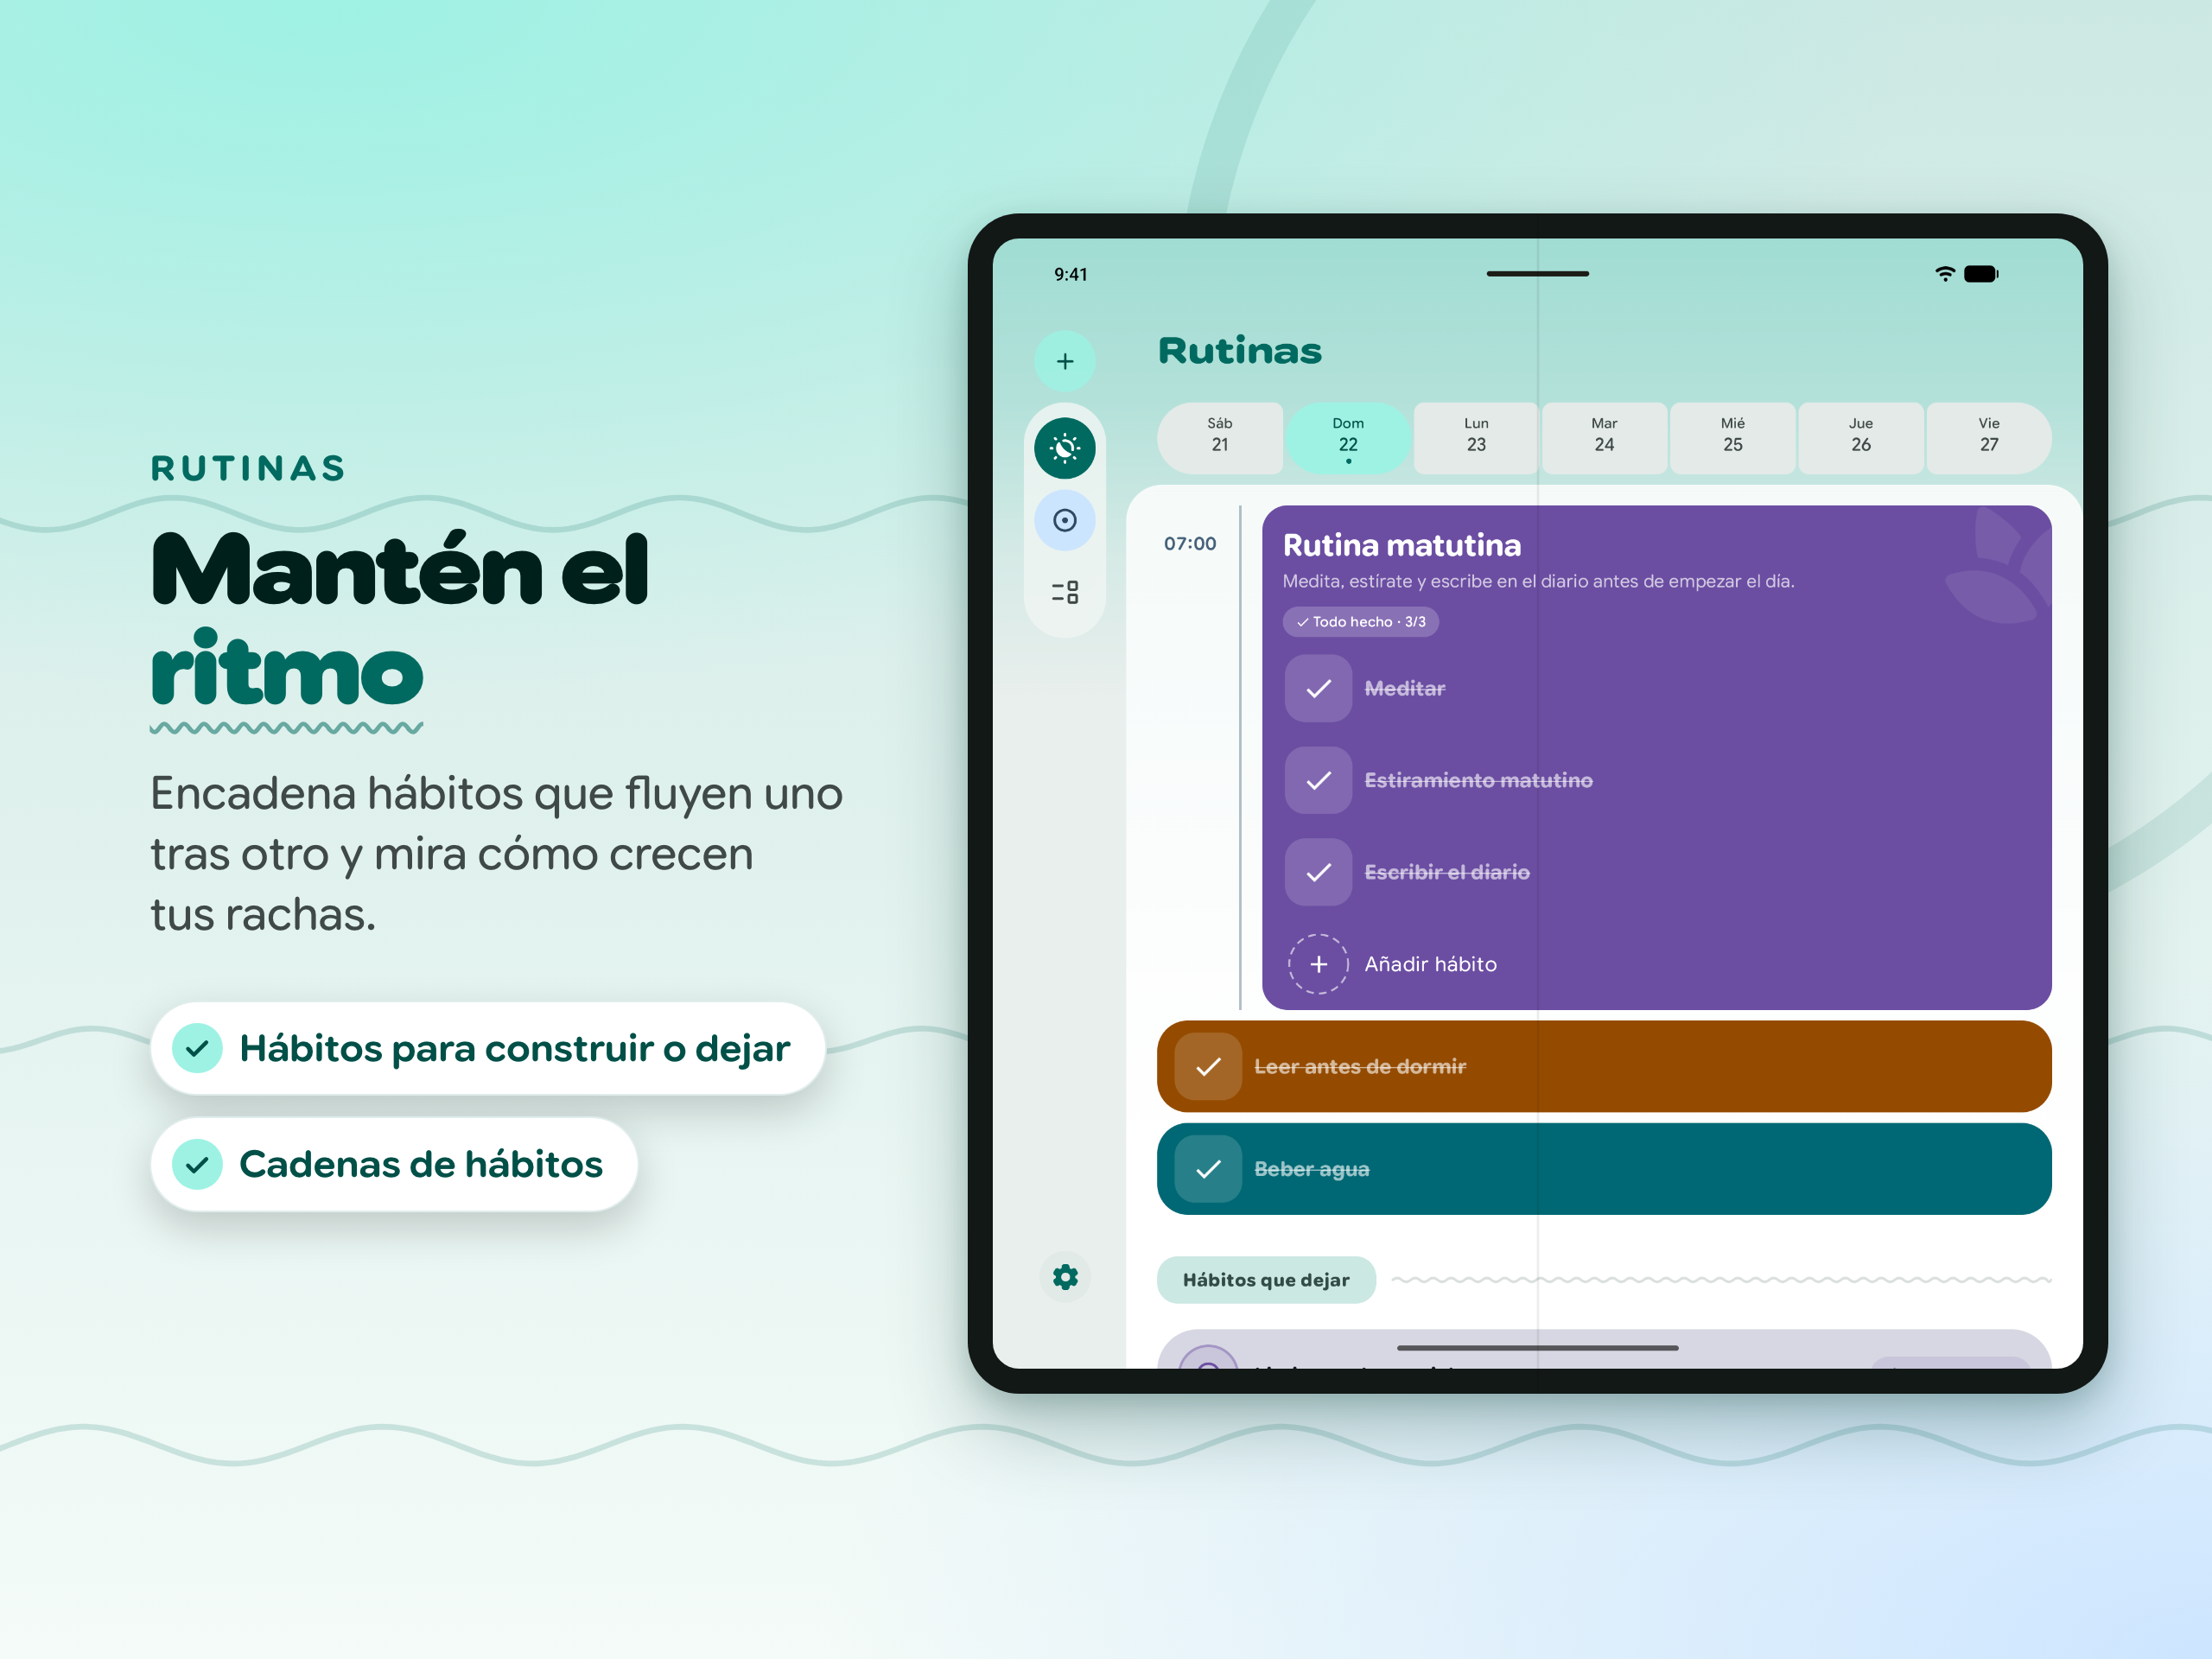 RUTINAS
Mantén el
ritmo
Encadena hábitos que fluyen uno
tras otro y mira cómo crecen
tus rachas.
Hábitos para construir o dejar
Cadenas de hábitos
9:41
Rutinas
Sáb
21
Dom
22
Lun
23
Mar
24
Mié
25
Jue
26
Vie
27
07:00
Rutina matutina
Medita, estírate y escribe en el diario antes de empezar el día.
Todo hecho · 3/3
Meditar
Estiramiento matutino
Escribir el diario
Añadir hábito
Leer antes de dormir
Beber agua
Hábitos que dejar